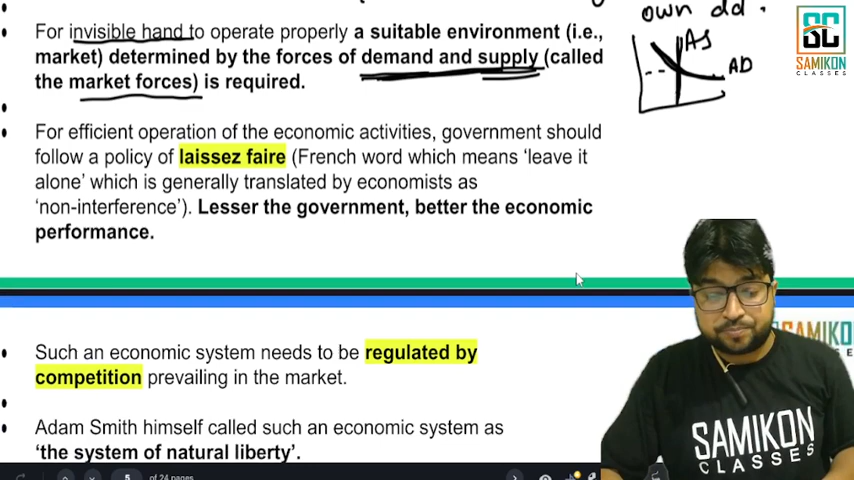 own dd.
For invisible hand to operate properly a suitable environment (i.e.,
market) determined by the forces of demand and supply (called
the market forces) is required.
AS
AD
SC
SAMIKON
CLASSES
For efficient operation of the economic activities, government should
follow a policy of laissez faire (French word which means ‘leave it
alone’ which is generally translated by economists as
‘non-interference’). Lesser the government, better the economic
performance.
SAMIKO
Such an economic system needs to be regulated by
competition prevailing in the market.
Adam Smith himself called such an economic system as
‘the system of natural liberty’.
SAMIKON
CLASSES
5 of 24 pages